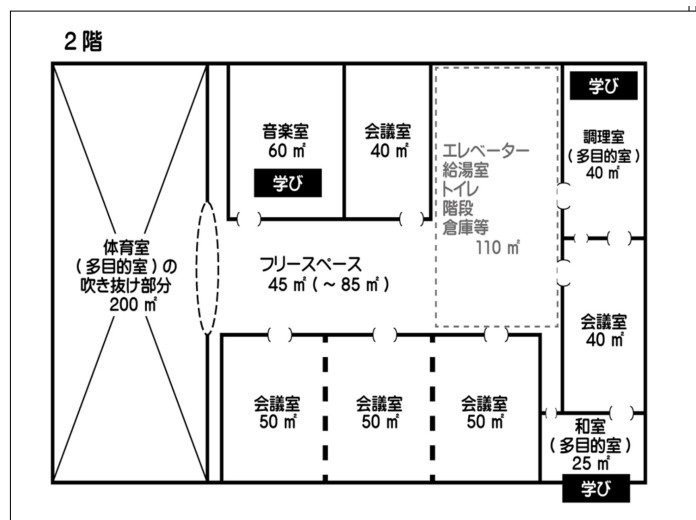 2階
音楽室
60㎡
学び
会議室
40㎡
エレベーター
給湯室
トイレ
階段
倉庫等
110㎡
学び
調理室
(多目的室)
40㎡
体育室
(多目的室)の
吹き抜け部分
200㎡
フリースペース
45㎡(~85㎡)
会議室
40㎡
会議室
50㎡
会議室
50㎡
会議室
50㎡
和室
(多目的室)
25㎡
学び